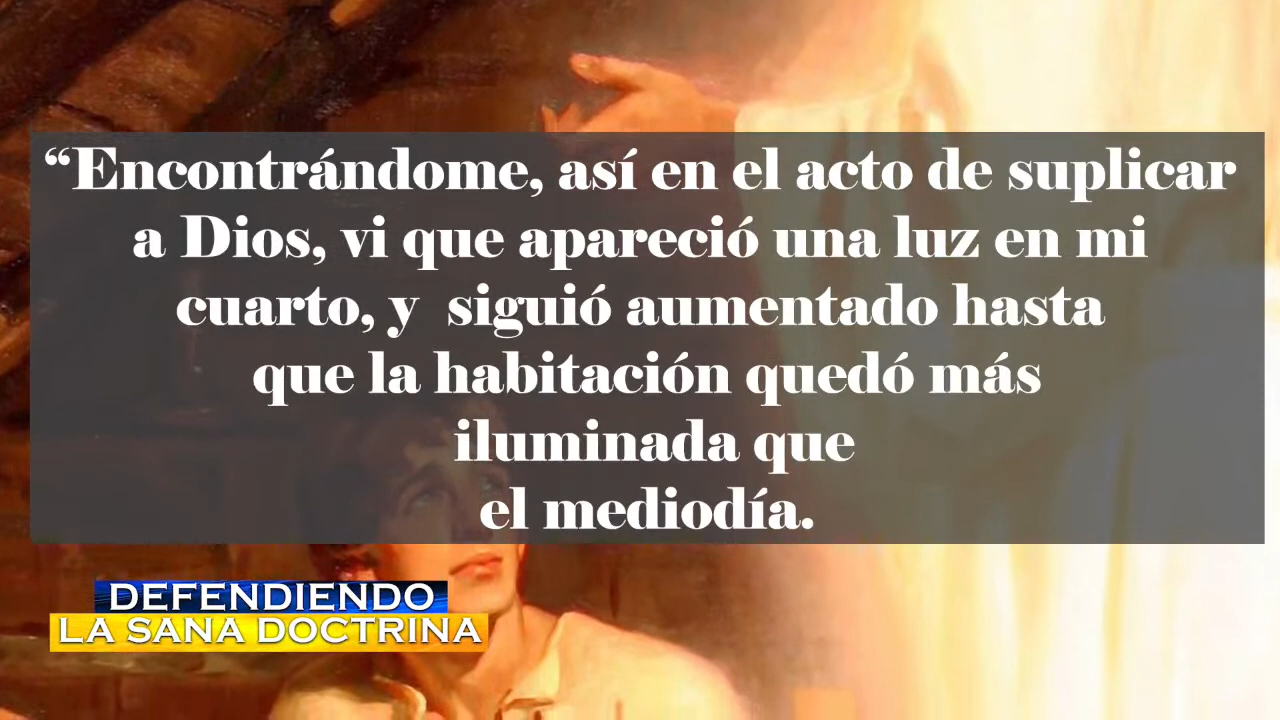 “Encontrándome, así en el acto de suplicar
a Dios, vi que apareció una luz en mi
cuarto, y siguió aumentado hasta
que la habitación quedó más
iluminada que
el mediodía.
DEFENDIENDO
LA SANA DOCTRINA